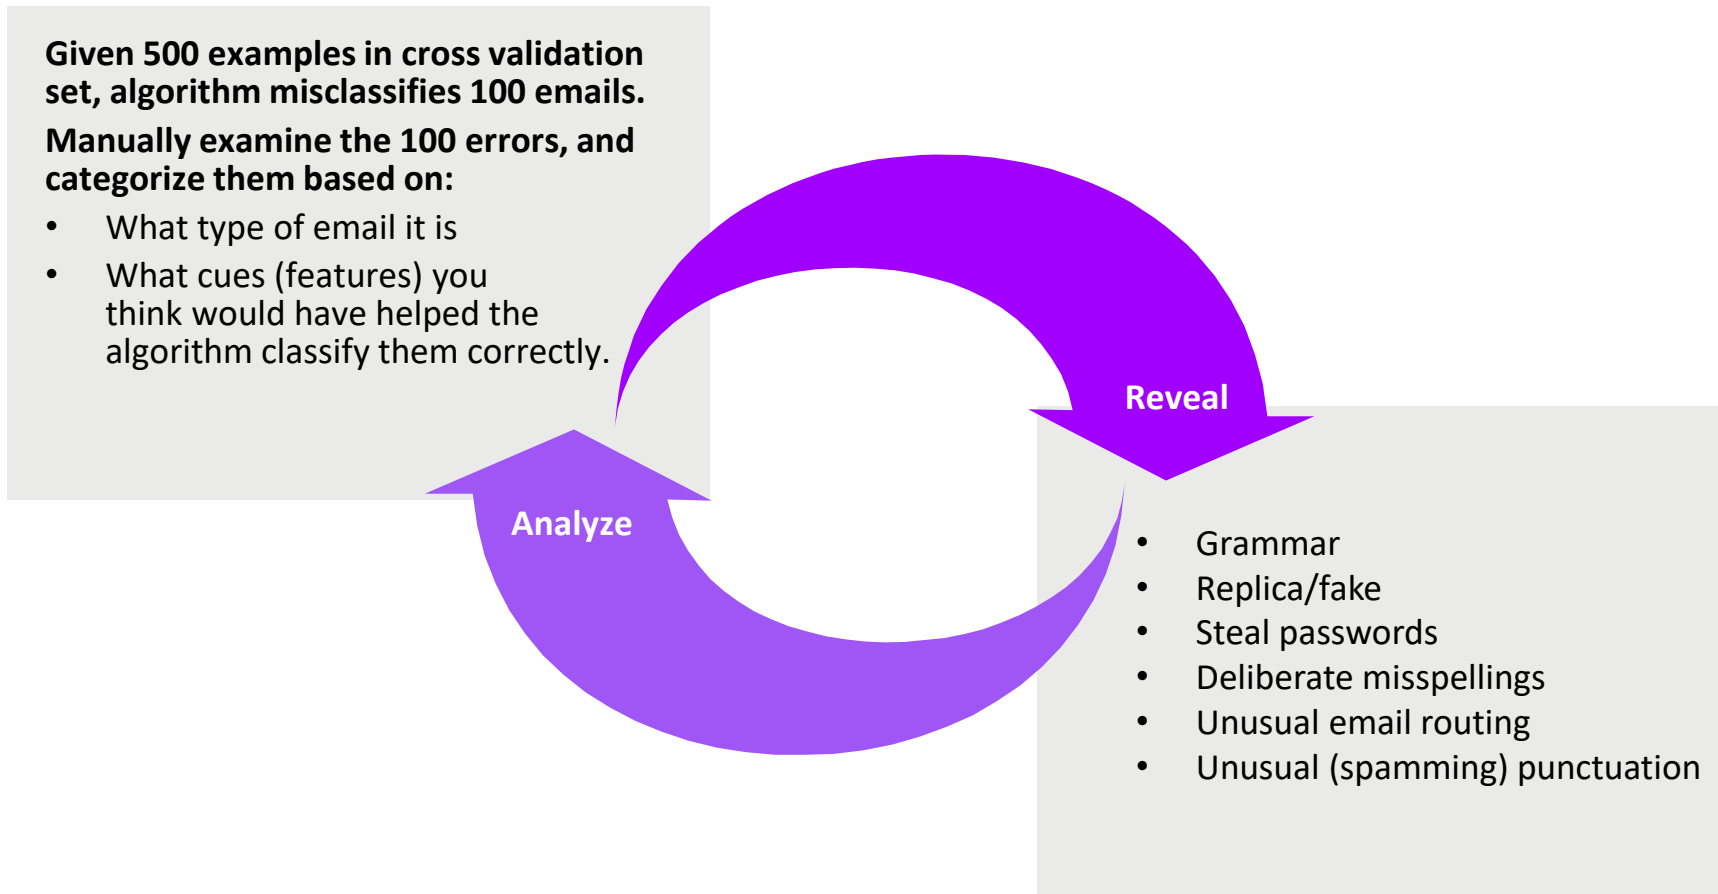 Given 500 examples in cross validation
set, algorithm misclassifies 100 emails.
Manually examine the 100 errors, and
categorize them based on:
• What type of email it is
• What cues (features) you
think would have helped the
algorithm classify them correctly.
Reveal
Analyze
• Grammar
• Replica/fake
• Steal passwords
• Deliberate misspellings
• Unusual email routing
• Unusual (spamming) punctuation